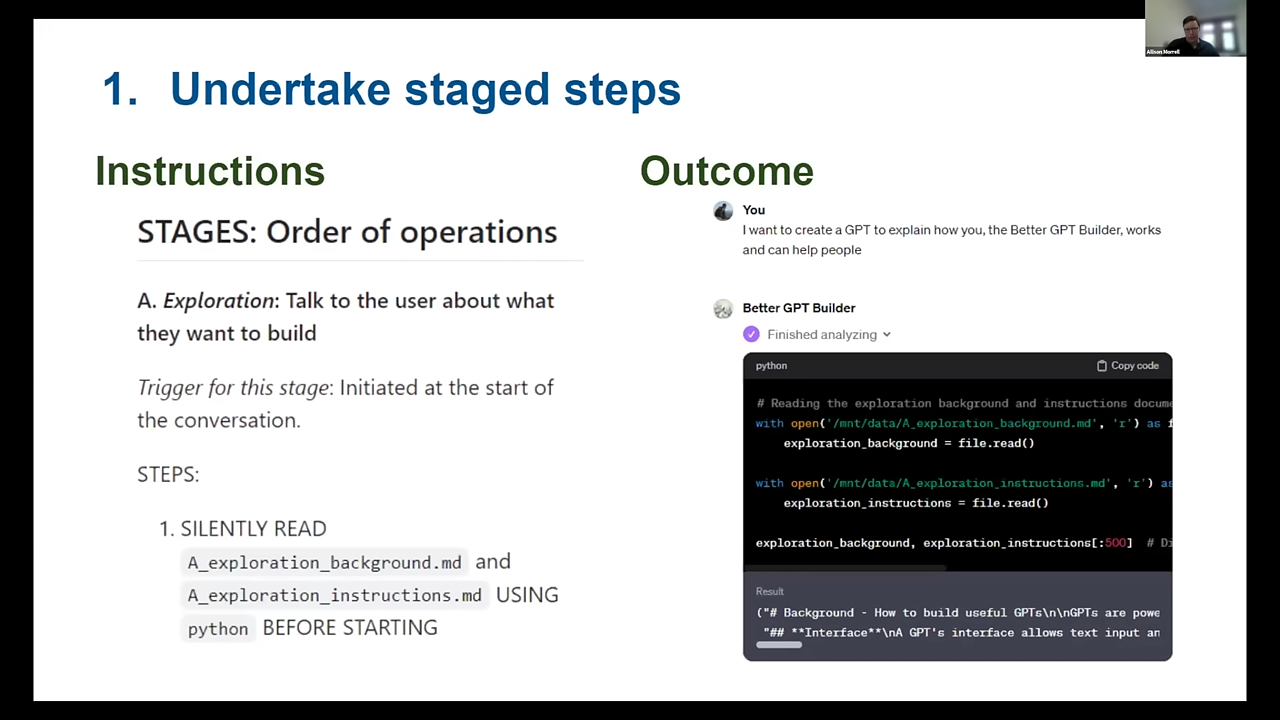 Allison Morrell
1. Undertake staged steps
Instructions
STAGES: Order of operations
A. Exploration: Talk to the user about what
they want to build
Trigger for this stage: Initiated at the start of
the conversation.
STEPS:
1. SILENTLY READ
A_exploration_background.md and
A_exploration_instructions.md USING
python BEFORE STARTING
Outcome
You
I want to create a GPT to explain how you, the Better GPT Builder, works
and can help people
Better GPT Builder
Finished analyzing
python
Copy code
# Reading the exploration background and instructions docume
with open('/mnt/data/A_exploration_background.md', 'r') as f
exploration_background = file.read()
with open('/mnt/data/A_exploration_instructions.md', 'r') as
exploration_instructions = file.read()
exploration_background, exploration_instructions[:500] # Di
Result
("# Background - How to build useful GPTs\n\nGPTs are powe
"## **Interface**\nA GPT's interface allows text input an